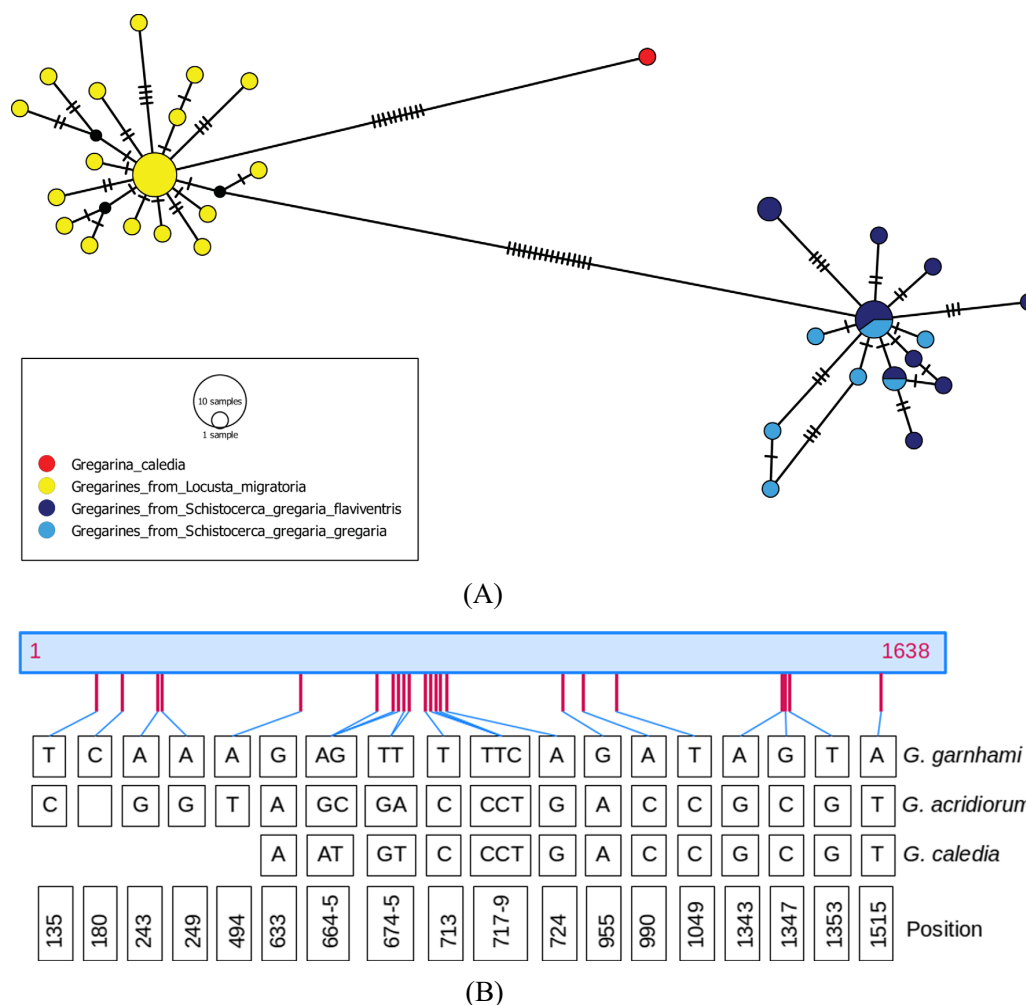 10 samples
1 sample
Gregarina_caledia
Gregarines_from_Locusta_migratoria
Gregarines_from_Schistocerca_gregaria_flaviventris
Gregarines_from_Schistocerca_gregaria_gregaria
(A)
1 1638
T C A A A G AG TT T TTC A G A T A G T A G. garnhami
C G G T A GC GA C CCT G A C C G C G T G. acridiorum
A AT GT C CCT G A C C G C G T G. caledia
135 180 243 249 494 633 664-5 674-5 713 717-9 724 955 990 1049 1343 1347 1353 1515 Position
(B)